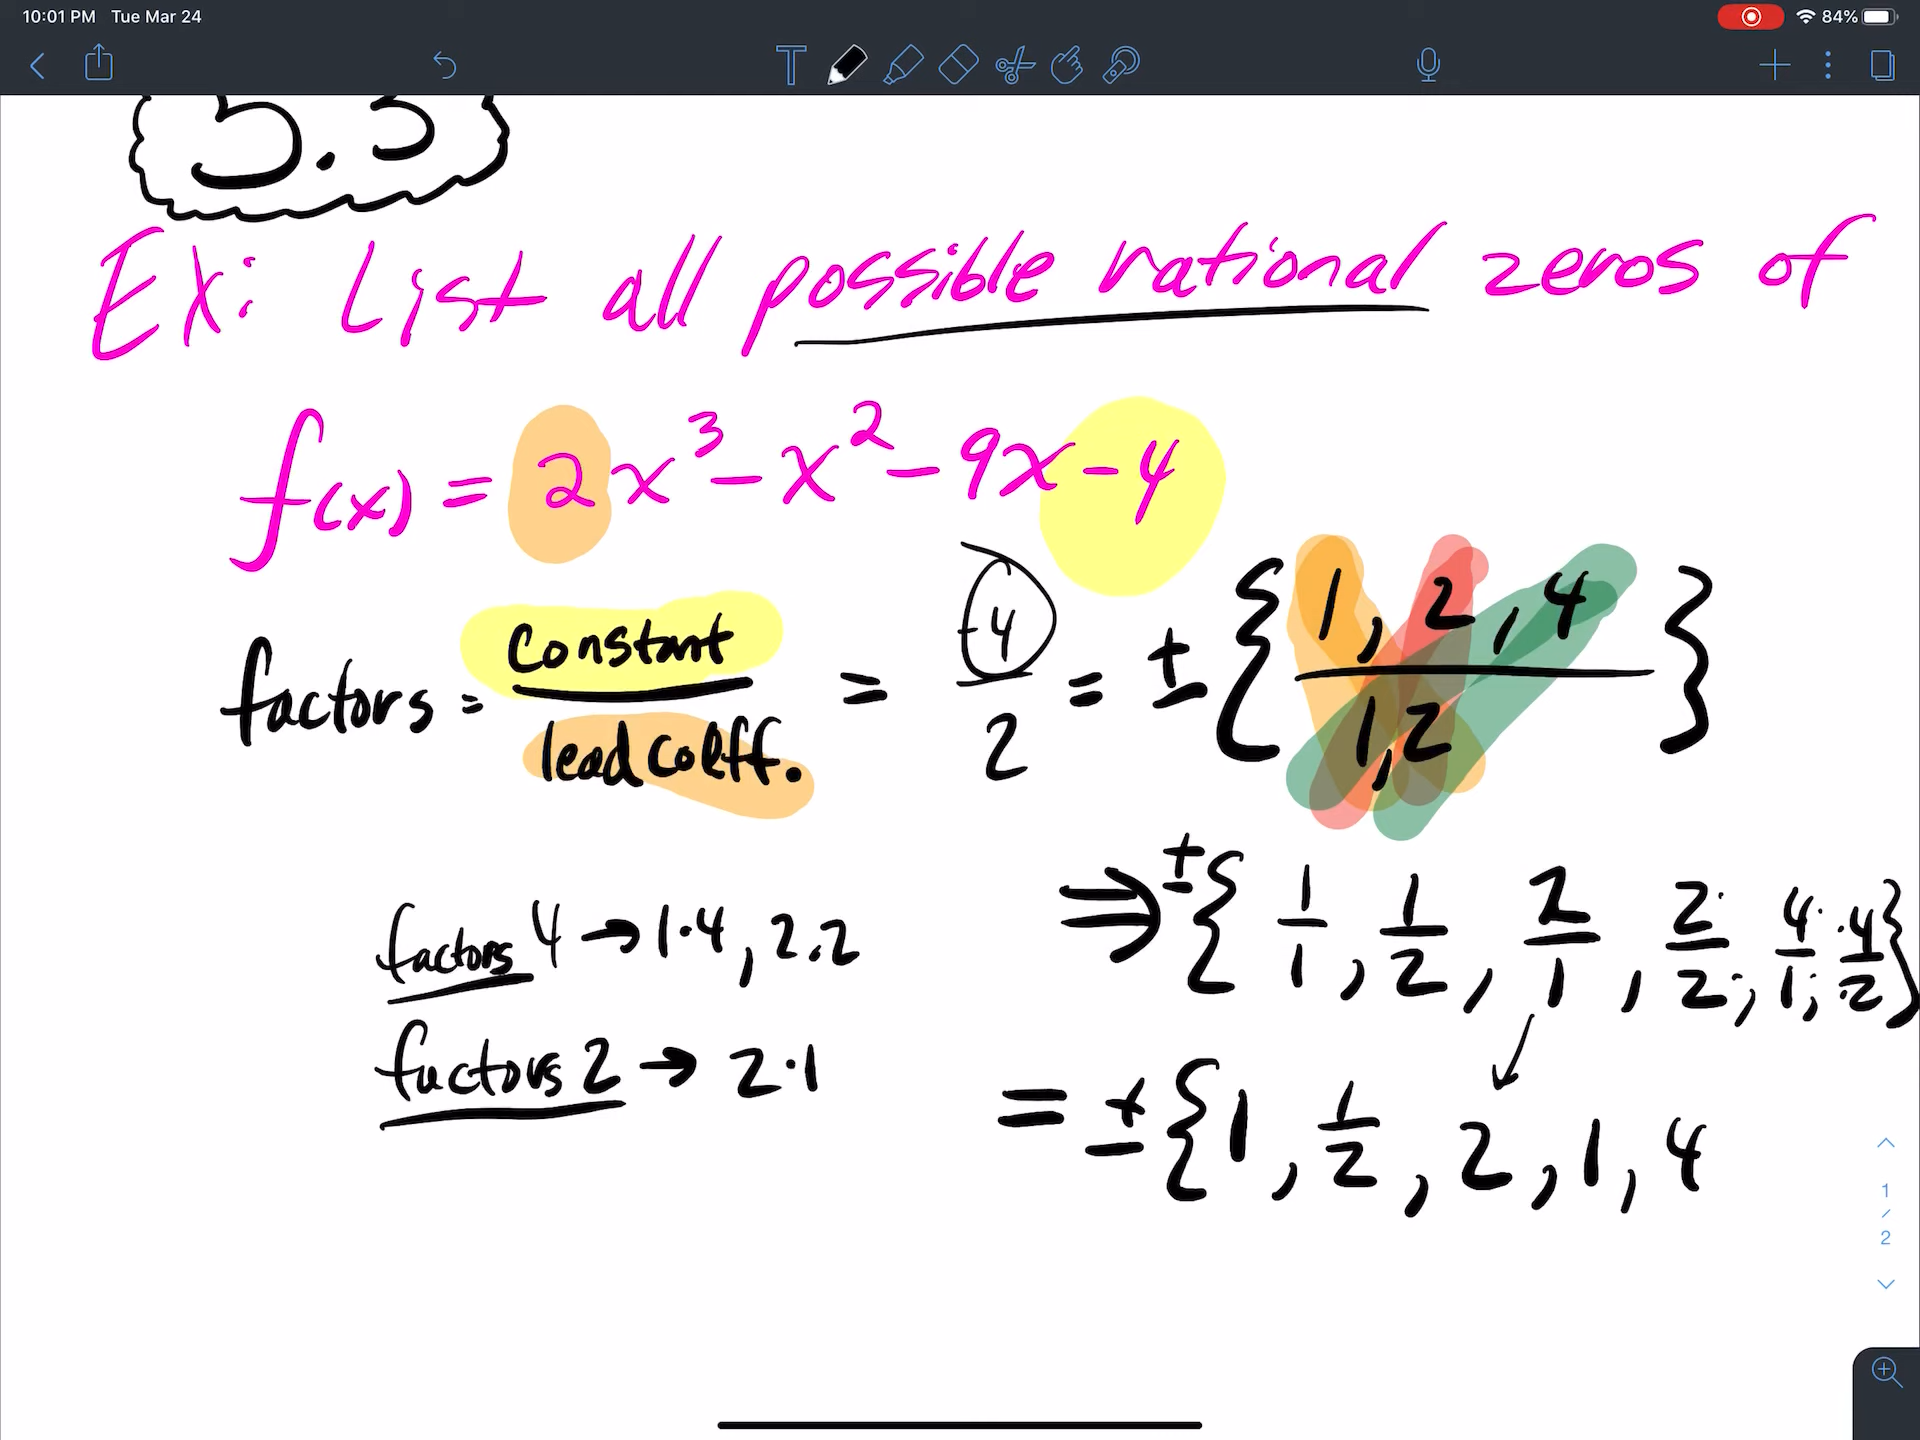 10:01 PM Tue Mar 24
84%
5.3
Ex: List all possible rational zeros of
f(x) = 2x³ - x² - 9x - 4
factors = constant / lead coeff. = -4 / 2 = ± { 1, 2, 4 / 1, 2 }
factors 4 → 1·4, 2·2
⇒ ± { 1/1, 1/2, 2/1, 2/2, 4/1, 4/2 }
factors 2 → 2·1
= ± { 1, 1/2, 2, 1, 4
1
/
2